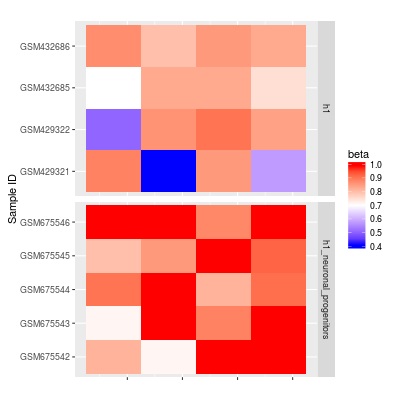 Sample ID
GSM432686
GSM432685
GSM429322
GSM429321
h1
GSM675546
GSM675545
GSM675544
GSM675543
GSM675542
h1_neuronal_progenitors
beta
1.0
0.9
0.8
0.7
0.6
0.5
0.4